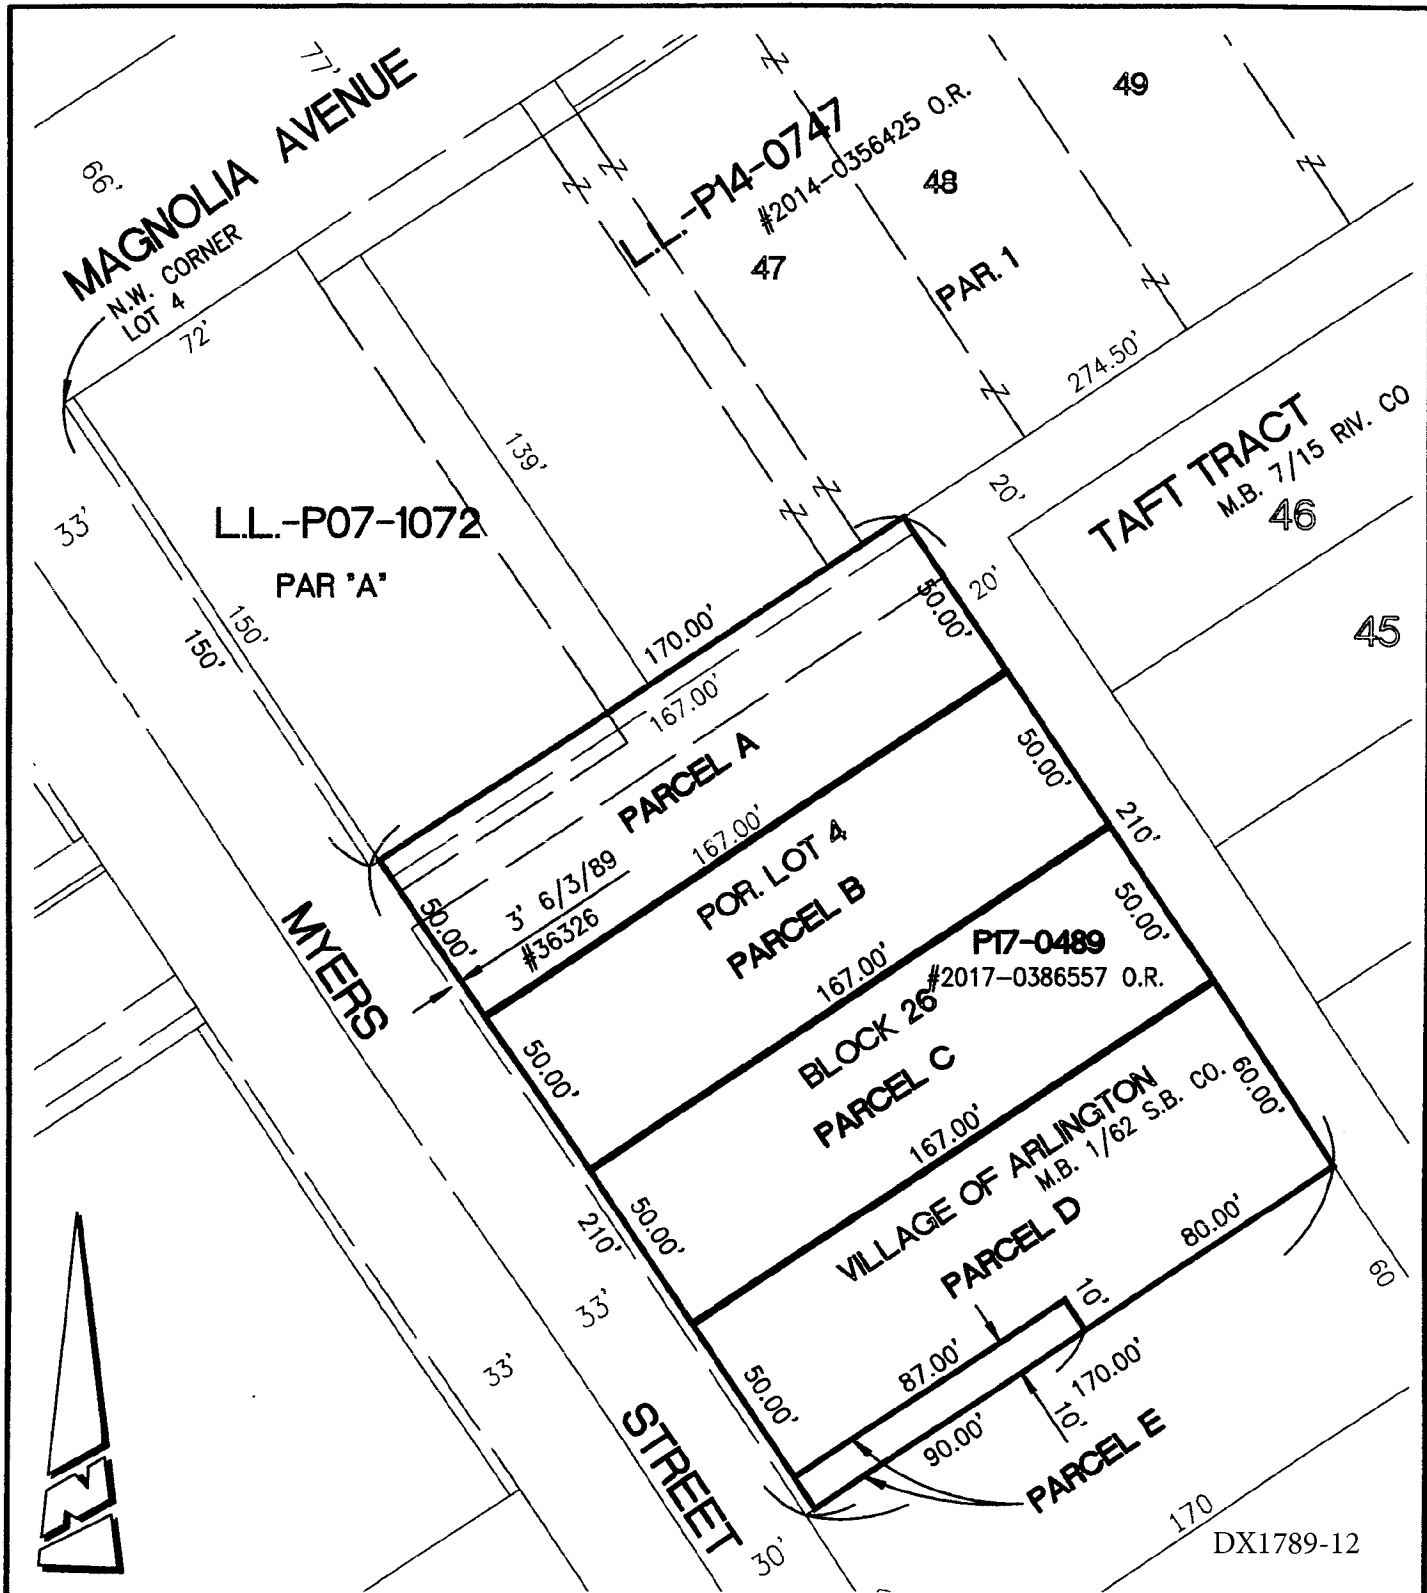 77'
66'
MAGNOLIA AVENUE
N.W. CORNER
LOT 4
72'
L.L.-P14-0747
#2014-0356425 O.R.
49
48
47
PAR. 1
274.50'
139'
33'
L.L.-P07-1072
PAR "A"
150'
150'
20'
TAFT TRACT
M.B. 7/15 RIV. CO
46
45
20'
50.00'
170.00'
167.00'
PARCEL A
167.00'
50.00'
210'
3' 6/3/89
#36326
50.00'
MYERS
POR. LOT 4
PARCEL B
167.00'
50.00'
P17-0489
#2017-0386557 O.R.
BLOCK 26
PARCEL C
167.00'
50.00'
60.00'
VILLAGE OF ARLINGTON
M.B. 1/62 S.B. CO.
PARCEL D
80.00'
50.00'
210'
33'
33'
10'
87.00'
170.00'
10'
90.00'
50.00'
PARCEL E
STREET
30'
60
170
N
DX1789-12